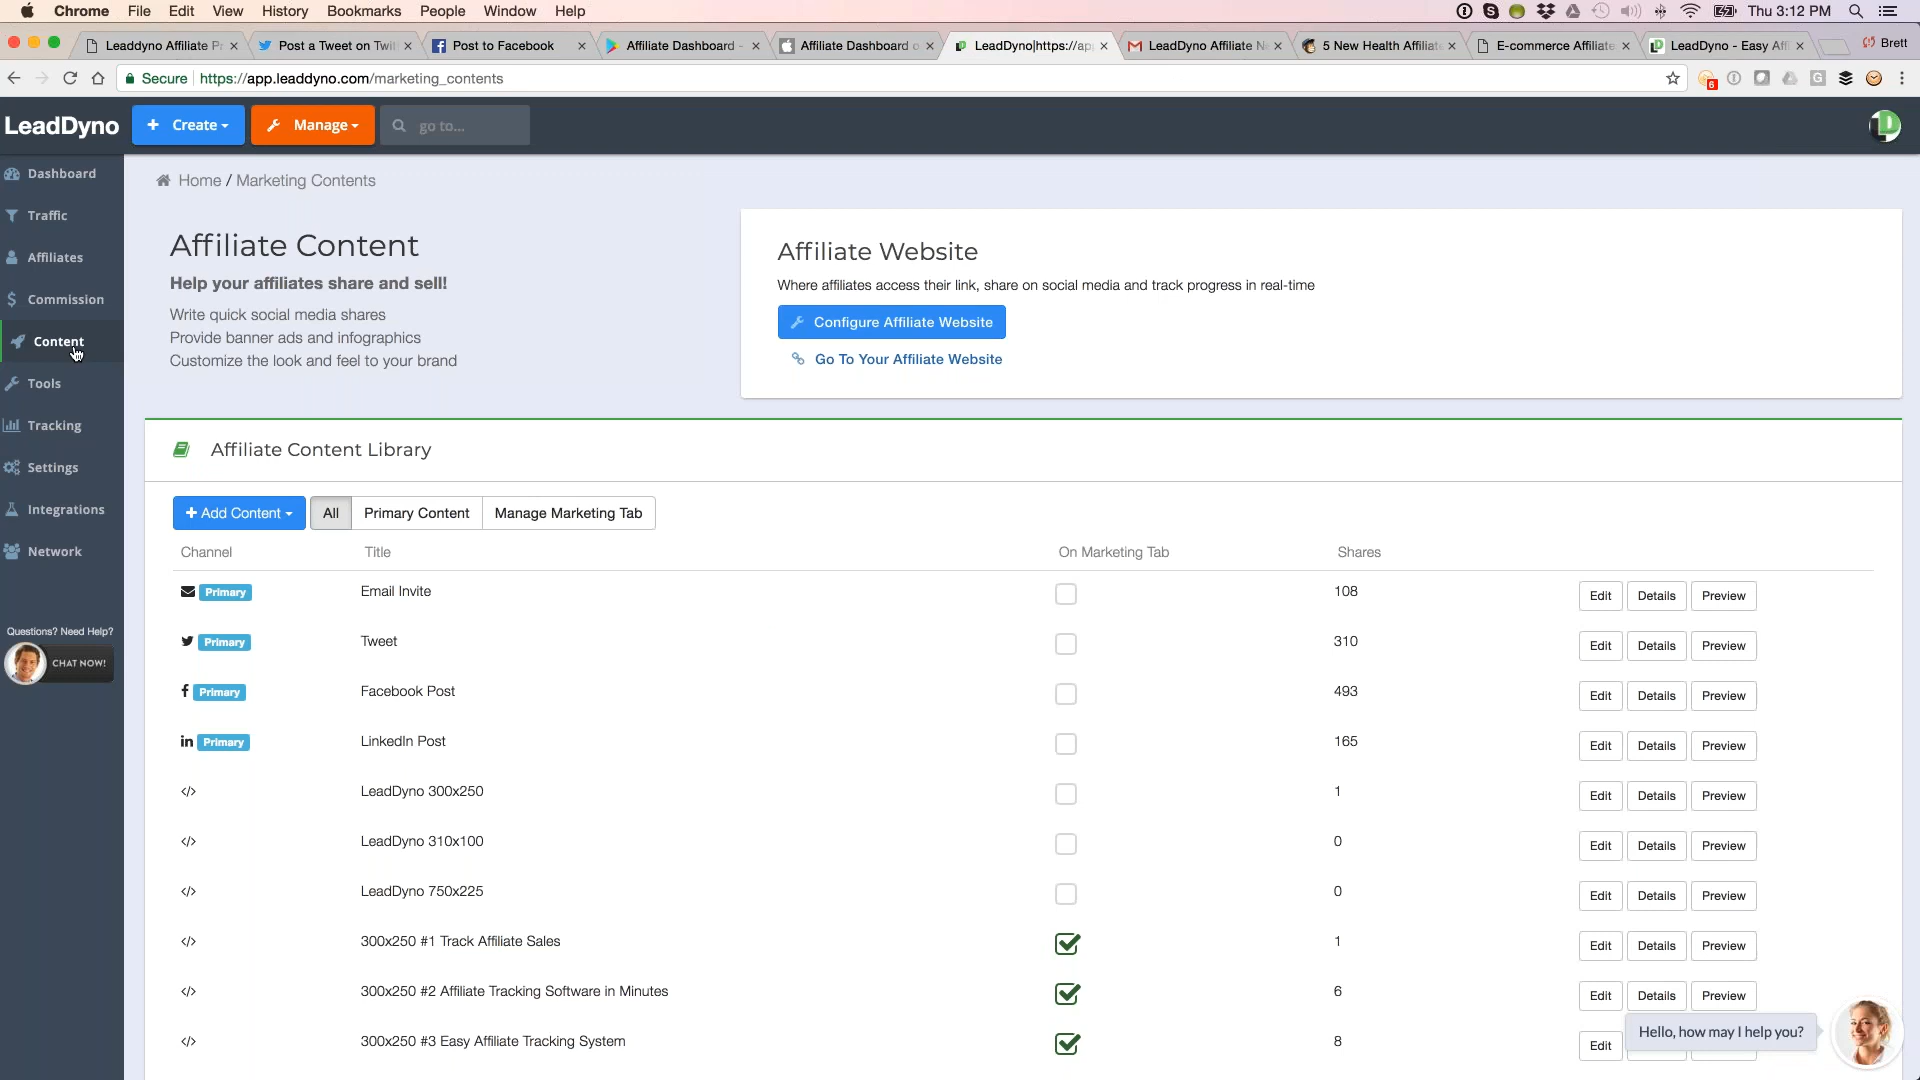 Chrome File Edit View History Bookmarks People Window Help Thu 3:12 PM
Leaddyno Affiliate P Post a Tweet on Twit Post to Facebook Affiliate Dashboard - Affiliate Dashboard o LeadDyno|https://ap LeadDyno Affiliate N 5 New Health Affiliat E-commerce Affiliate LeadDyno - Easy Aff Brett
Secure https://app.leaddyno.com/marketing_contents
6
LeadDyno + Create Manage go to...
Dashboard
Traffic
Affiliates
Commission
Content
Tools
Tracking
Settings
Integrations
Network
Questions? Need Help?
CHAT NOW!
Home / Marketing Contents
Affiliate Content
Help your affiliates share and sell!
Write quick social media shares
Provide banner ads and infographics
Customize the look and feel to your brand
Affiliate Website
Where affiliates access their link, share on social media and track progress in real-time
Configure Affiliate Website
Go To Your Affiliate Website
Affiliate Content Library
+ Add Content All Primary Content Manage Marketing Tab
Channel Title On Marketing Tab Shares
Primary Email Invite 108 Edit Details Preview
Primary Tweet 310 Edit Details Preview
Primary Facebook Post 493 Edit Details Preview
Primary LinkedIn Post 165 Edit Details Preview
</> LeadDyno 300x250 1 Edit Details Preview
</> LeadDyno 310x100 0 Edit Details Preview
</> LeadDyno 750x225 0 Edit Details Preview
</> 300x250 #1 Track Affiliate Sales 1 Edit Details Preview
</> 300x250 #2 Affiliate Tracking Software in Minutes 6 Edit Details Preview
</> 300x250 #3 Easy Affiliate Tracking System 8 Edit
Hello, how may I help you?